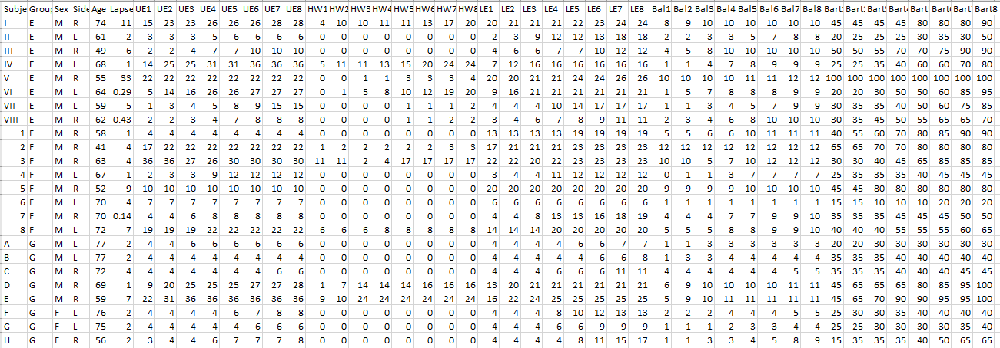 Subje Group Sex Side Age Lapse UE1 UE2 UE3 UE4 UE5 UE6 UE7 UE8 HW1 HW2 HW3 HW4 HW5 HW6 HW7 HW8 LE1 LE2 LE3 LE4 LE5 LE6 LE7 LE8 Bal1 Bal2 Bal3 Bal4 Bal5 Bal6 Bal7 Bal8 Bart1 Bart2 Bart3 Bart4 Bart5 Bart6 Bart7 Bart8
I E M R 74 11 15 23 23 26 26 26 28 28 4 10 10 11 11 13 17 20 20 21 21 21 22 23 24 24 8 9 10 10 10 10 10 10 45 45 45 45 80 80 80 90
II E M L 61 2 3 3 3 5 6 6 6 6 0 0 0 0 0 0 0 0 2 3 9 12 12 13 18 18 2 2 3 3 5 7 8 8 20 25 25 25 30 35 30 50
III E M R 49 6 2 2 4 7 7 10 10 10 0 0 0 0 0 0 0 0 4 6 6 7 7 10 12 12 4 5 8 10 10 10 10 10 50 50 55 70 70 75 90 90
IV E M L 68 1 14 25 25 31 31 36 36 36 5 11 11 13 15 20 24 24 7 12 16 16 16 16 16 16 1 1 4 7 8 9 9 9 25 25 35 40 60 60 70 80
V E M R 55 33 22 22 22 22 22 22 22 22 0 0 1 1 3 3 3 4 20 20 21 21 24 24 26 26 10 10 10 10 11 11 12 12 100 100 100 100 100 100 100 100
VI E M L 64 0.29 5 14 16 26 26 27 27 27 0 1 5 8 10 12 19 20 9 16 21 21 21 21 21 21 1 5 7 8 8 8 9 9 20 20 30 50 50 60 85 95
VII E M L 59 5 1 3 4 5 8 9 15 15 0 0 0 0 1 1 1 2 4 4 4 10 14 17 17 17 1 1 3 4 5 7 9 9 30 35 35 40 50 60 75 85
VIII E M R 62 0.43 2 2 3 4 7 8 8 8 0 0 0 0 1 1 2 2 3 4 6 7 8 9 11 11 2 3 4 6 8 10 10 10 30 35 45 50 55 65 65 70
1 F M R 58 1 4 4 4 4 4 4 4 4 0 0 0 0 0 0 0 0 13 13 13 13 19 19 19 19 5 5 6 6 10 11 11 11 40 55 60 70 80 85 90 90
2 F M R 41 4 17 22 22 22 22 22 22 22 1 2 2 2 2 2 3 3 17 21 21 21 23 23 23 23 12 12 12 12 12 12 12 12 65 65 70 70 80 80 80 80
3 F M R 63 4 36 36 27 26 30 30 30 30 11 11 2 4 17 17 17 17 22 22 20 22 23 23 23 23 10 10 5 7 10 12 12 12 30 30 40 45 65 85 85 85
4 F M L 67 1 2 3 3 9 12 12 12 12 0 0 0 0 0 0 0 0 3 4 4 11 12 12 12 12 0 1 1 3 7 7 7 7 25 35 35 35 40 45 45 45
5 F M R 52 9 10 10 10 10 10 10 10 10 0 0 0 0 0 0 0 0 20 20 20 20 20 20 20 20 9 9 9 9 10 10 10 10 45 45 80 80 80 80 80 80
6 F M L 70 4 7 7 7 7 7 7 7 7 0 0 0 0 0 0 0 0 6 6 6 6 6 6 6 6 1 1 1 1 1 1 1 1 15 15 10 10 10 20 20 20
7 F M R 70 0.14 4 4 6 8 8 8 8 8 0 0 0 0 0 0 0 0 4 4 8 13 13 16 18 19 4 4 7 7 7 9 9 10 35 35 35 45 45 45 50 60
8 F M L 72 7 19 19 19 22 22 22 22 22 6 6 6 8 8 8 8 8 14 14 14 20 20 20 20 20 5 5 5 8 8 9 9 10 40 40 40 55 55 55 60 65
A G M L 77 2 4 4 6 6 6 6 6 6 0 0 0 0 0 0 0 0 4 4 4 4 6 6 7 7 1 1 3 3 3 3 3 3 20 20 30 30 30 30 30 30
B G M L 77 2 4 4 4 4 4 4 4 4 0 0 0 0 0 0 0 0 4 4 4 4 4 6 6 8 1 3 3 4 4 4 4 4 35 35 35 40 40 40 40 50
C G M R 72 4 4 4 4 4 4 6 6 6 0 0 0 0 0 0 0 0 4 4 4 6 6 6 11 11 4 4 4 4 4 4 5 5 35 35 35 40 40 40 45 45
D G M R 69 1 9 20 25 25 25 27 27 28 1 7 14 14 14 16 16 16 13 20 21 21 21 21 21 21 6 9 10 10 11 11 11 11 45 65 65 65 80 85 95 100
E G M R 59 7 22 31 36 36 36 36 36 36 9 10 24 24 24 24 24 24 16 22 24 25 25 25 25 25 5 9 10 11 11 11 11 11 45 65 70 90 90 95 95 100
F G F L 76 2 4 4 4 4 6 7 8 8 0 0 0 0 0 0 0 0 4 4 4 8 10 12 13 13 2 2 2 4 4 4 5 5 25 30 30 35 40 40 40 40
G G F L 75 2 4 4 4 4 4 6 6 6 0 0 0 0 0 0 0 0 4 4 4 6 6 9 9 9 1 1 1 2 3 3 4 4 25 25 30 30 30 30 35 40
H G F R 56 2 3 4 4 6 7 7 7 8 0 0 0 0 0 0 0 0 4 4 4 4 8 11 15 17 1 1 3 3 4 5 8 9 15 35 35 35 40 50 65 65